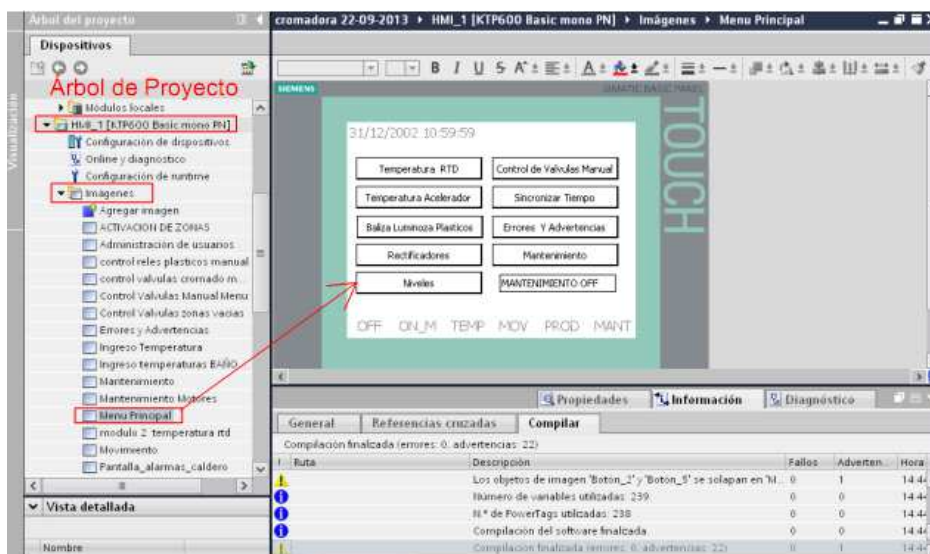 Árbol del proyecto
cromadora 22-09-2013 ▸ HMI_1 [KTP600 Basic mono PN] ▸ Imágenes ▸ Menu Principal
Dispositivos
Visualización
Árbol de Proyecto
Módulos locales
HMI_1 [KTP600 Basic mono PN]
Configuración de dispositivos
Online y diagnóstico
Configuración de runtime
Imágenes
Agregar imagen
ACTIVACION DE ZONAS
Administración de usuarios
control reles plasticos manual
control valvulas cromado m...
Control Valvulas Manual Menu
Control Valvulas zonas vacias
Errores y Advertencias
Ingreso Temperatura
Ingreso temperaturas BAÑO
Mantenimiento
Mantenimiento Motores
Menu Principal
modulo 2 temperatura rtd
Movimiento
Pantalla_alarmas_caldero
Vista detallada
Nombre
B I U S A
SIEMENS
SIMATIC BASIC PANEL
TOUCH
31/12/2002 10:59:59
Temperatura RTD
Control de Valvulas Manual
Temperatura Acelerador
Sincronizar Tiempo
Baliza Luminoza Plasticos
Errores Y Advertencias
Rectificadores
Mantenimiento
Niveles
MANTENIMIENTO OFF
OFF ON_M TEMP MOV PROD MANT
Propiedades
Información
Diagnóstico
General
Referencias cruzadas
Compilar
Compilación finalizada (errores: 0; advertencias: 22)
! Ruta Descripción Fallos Adverten... Hora
Los objetos de imagen 'Boton_2' y 'Boton_5' se solapan en 'M... 0 1 14:44
Número de variables utilizadas: 239 0 0 14:44
N.º de PowerTags utilizadas: 238 0 0 14:44
Compilación del software finalizada 0 0 14:44
Compilación finalizada (errores: 0; advertencias: 22) 0 1 14:44